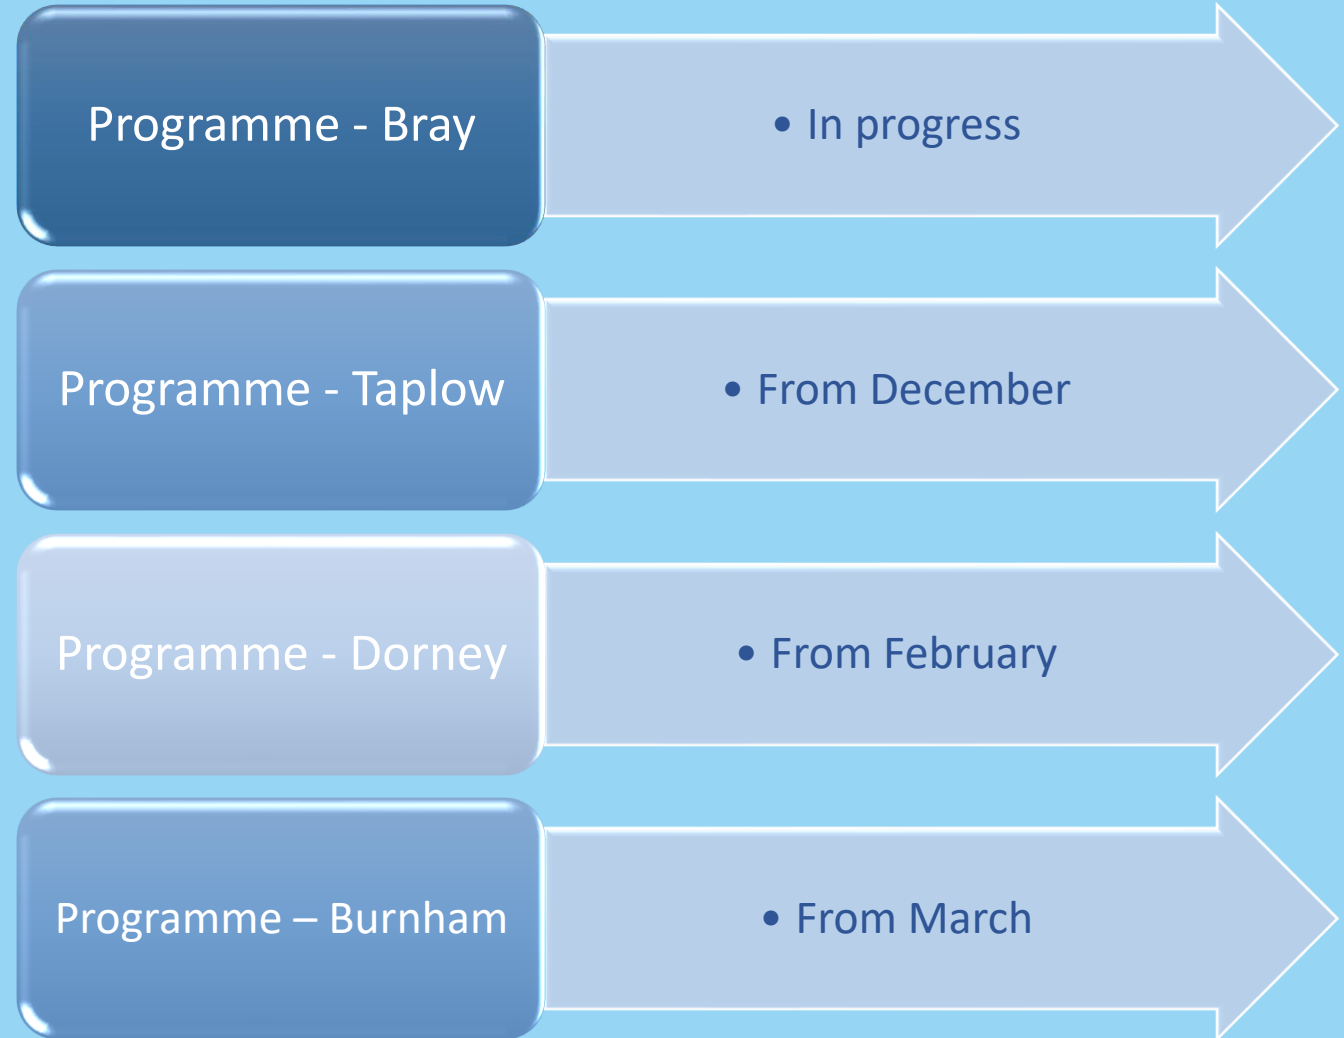 Programme - Bray
• In progress
Programme - Taplow
• From December
Programme - Dorney
• From February
Programme – Burnham
• From March